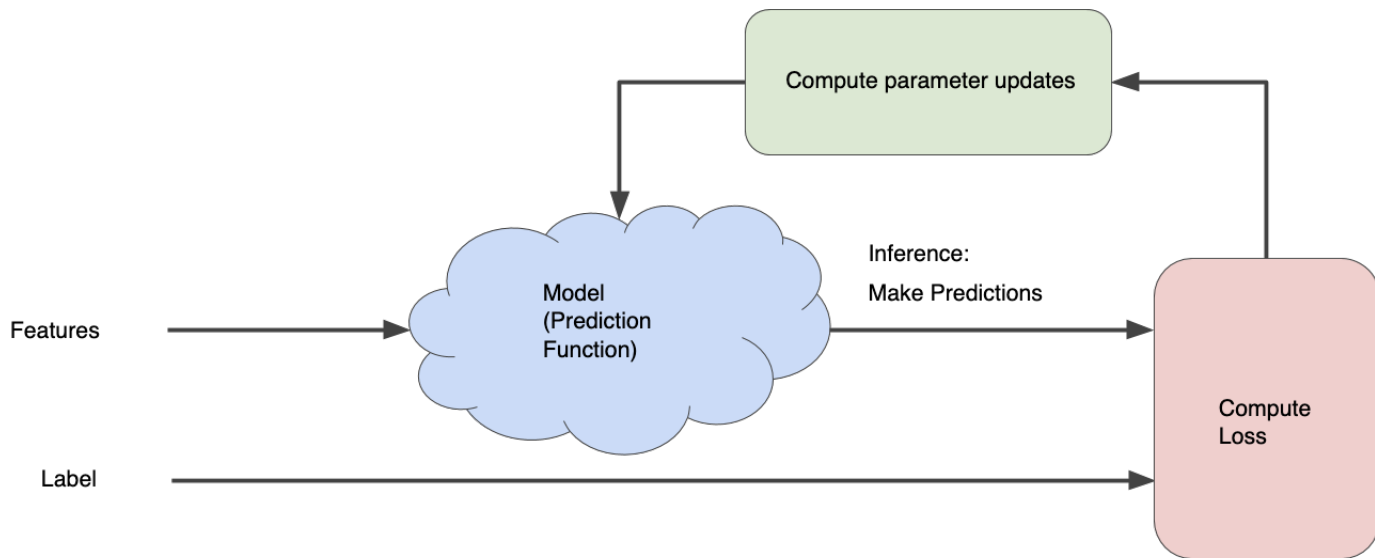 Compute parameter updates
Inference:
Make Predictions
Model
(Prediction
Function)
Features
Compute
Loss
Label